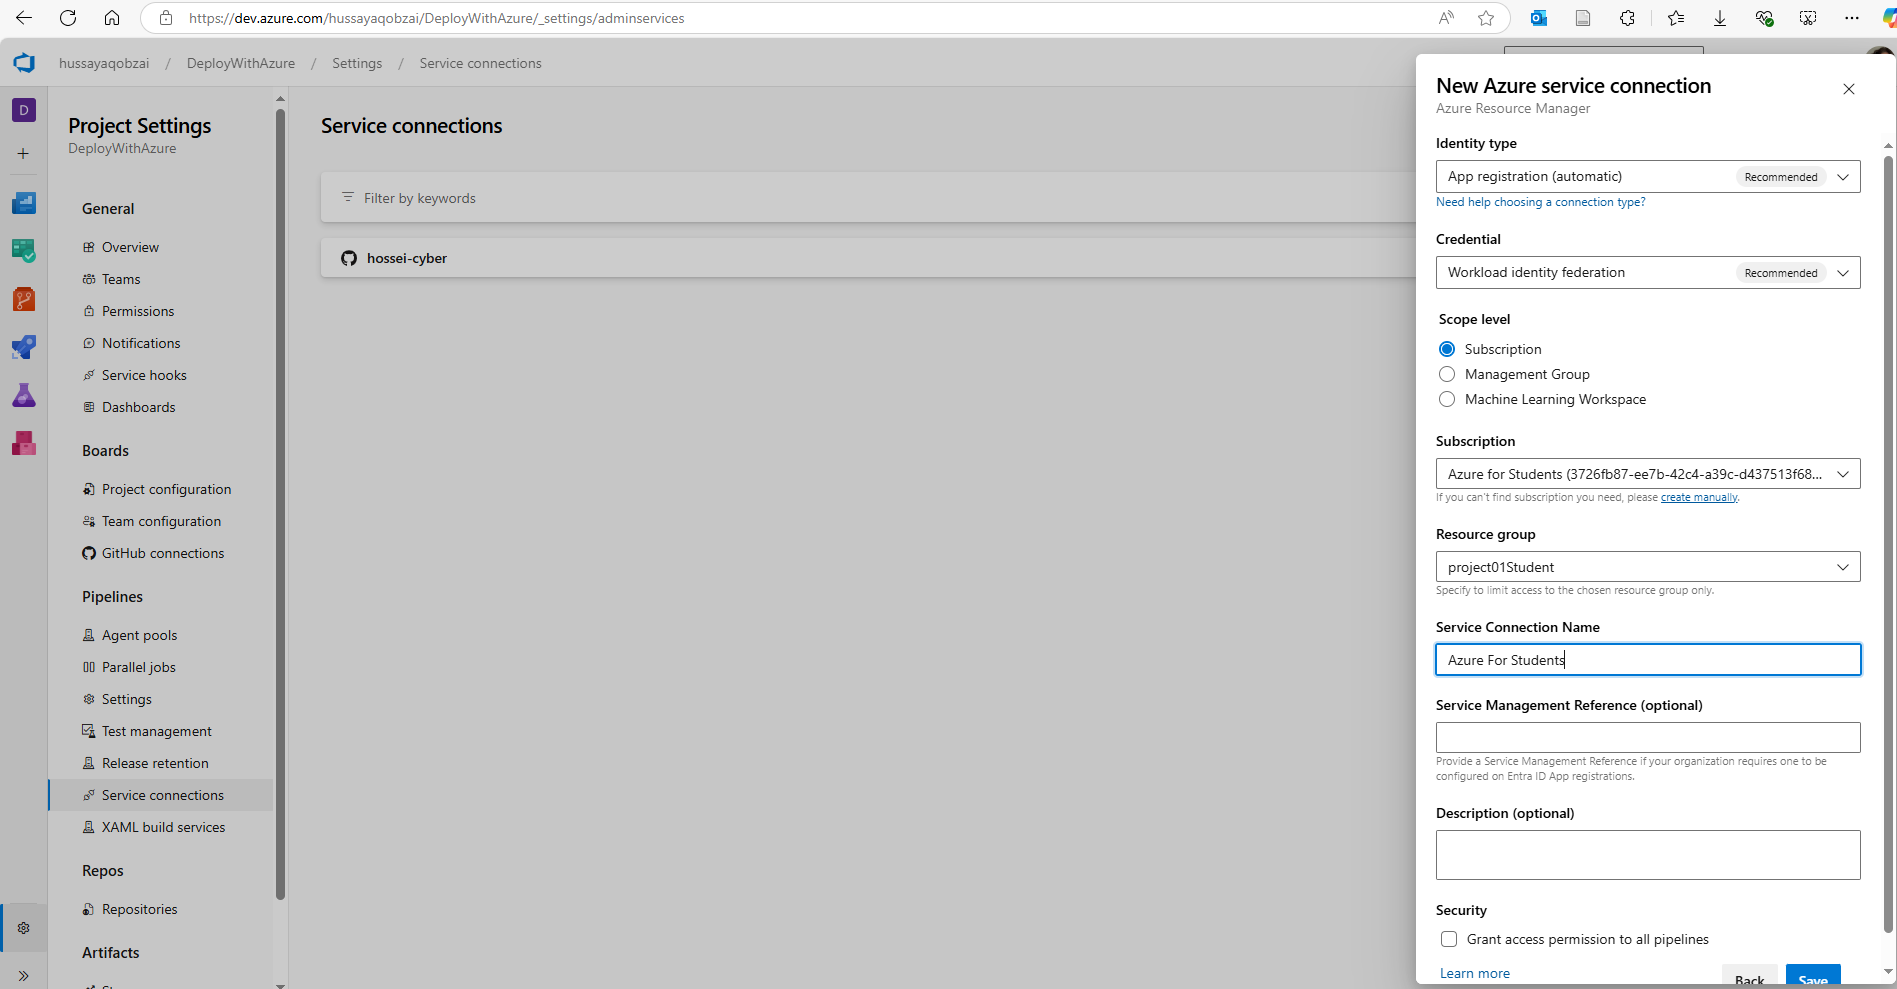 https://dev.azure.com/hussayaqobzai/DeployWithAzure/_settings/adminservices
hussayaqobzai / DeployWithAzure / Settings / Service connections
D
Project Settings
DeployWithAzure
General
Overview
Teams
Permissions
Notifications
Service hooks
Dashboards
Boards
Project configuration
Team configuration
GitHub connections
Pipelines
Agent pools
Parallel jobs
Settings
Test management
Release retention
Service connections
XAML build services
Repos
Repositories
Artifacts
Service connections
Filter by keywords
hossei-cyber
New Azure service connection
Azure Resource Manager
Identity type
App registration (automatic) Recommended
Need help choosing a connection type?
Credential
Workload identity federation Recommended
Scope level
Subscription
Management Group
Machine Learning Workspace
Subscription
Azure for Students (3726fb87-ee7b-42c4-a39c-d437513f68...
If you can't find subscription you need, please create manually.
Resource group
project01Student
Specify to limit access to the chosen resource group only.
Service Connection Name
Azure For Students
Service Management Reference (optional)
Provide a Service Management Reference if your organization requires one to be
configured on Entra ID App registrations.
Description (optional)
Security
Grant access permission to all pipelines
Learn more
Back Save